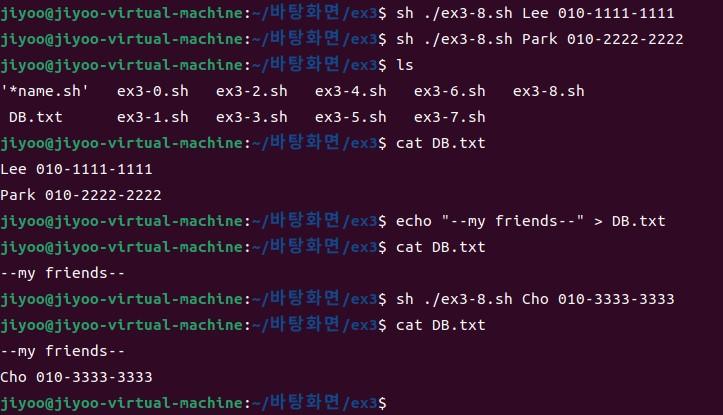 jiyoo@jiyoo-virtual-machine:~/바탕화면/ex3$ sh ./ex3-8.sh Lee 010-1111-1111
jiyoo@jiyoo-virtual-machine:~/바탕화면/ex3$ sh ./ex3-8.sh Park 010-2222-2222
jiyoo@jiyoo-virtual-machine:~/바탕화면/ex3$ ls
'*name.sh'   ex3-0.sh   ex3-2.sh   ex3-4.sh   ex3-6.sh   ex3-8.sh
 DB.txt      ex3-1.sh   ex3-3.sh   ex3-5.sh   ex3-7.sh
jiyoo@jiyoo-virtual-machine:~/바탕화면/ex3$ cat DB.txt
Lee 010-1111-1111
Park 010-2222-2222
jiyoo@jiyoo-virtual-machine:~/바탕화면/ex3$ echo "--my friends--" > DB.txt
jiyoo@jiyoo-virtual-machine:~/바탕화면/ex3$ cat DB.txt
--my friends--
jiyoo@jiyoo-virtual-machine:~/바탕화면/ex3$ sh ./ex3-8.sh Cho 010-3333-3333
jiyoo@jiyoo-virtual-machine:~/바탕화면/ex3$ cat DB.txt
--my friends--
Cho 010-3333-3333
jiyoo@jiyoo-virtual-machine:~/바탕화면/ex3$